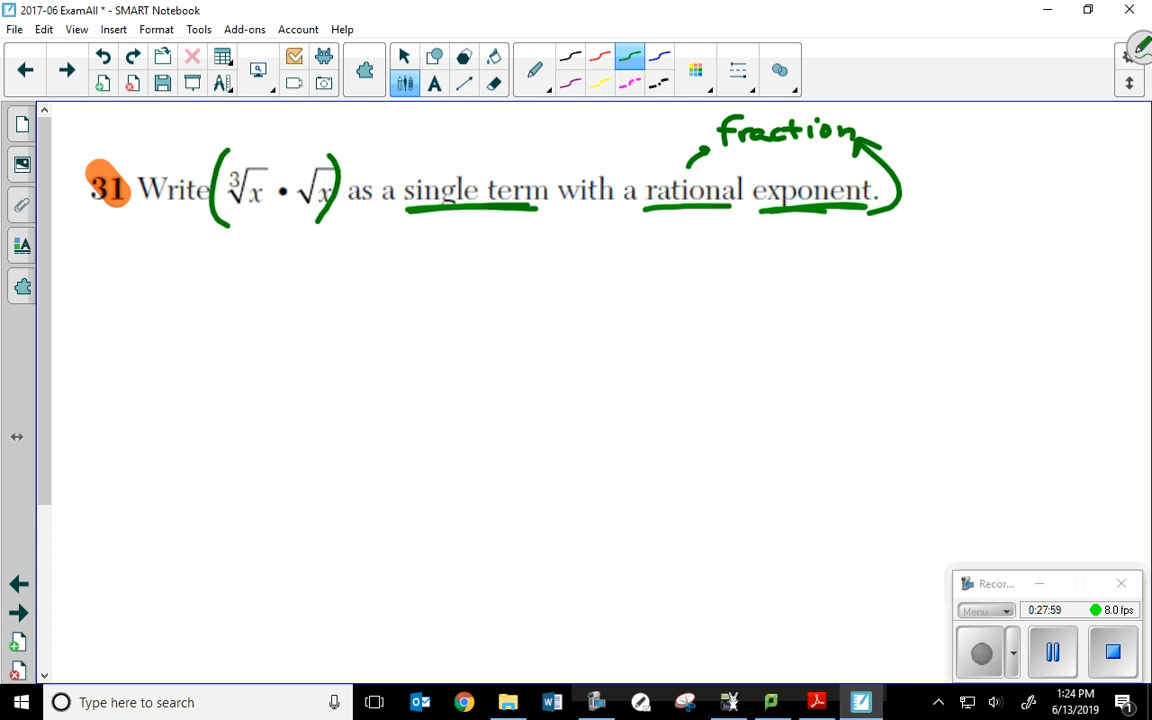 2017-06 ExamAll * - SMART Notebook
File Edit View Insert Format Tools Add-ons Account Help
fraction
31 Write (∛x • √x) as a single term with a rational exponent.
Recor...
Menu 0:27:59 8.0 fps
Type here to search
1:24 PM
6/13/2019
1